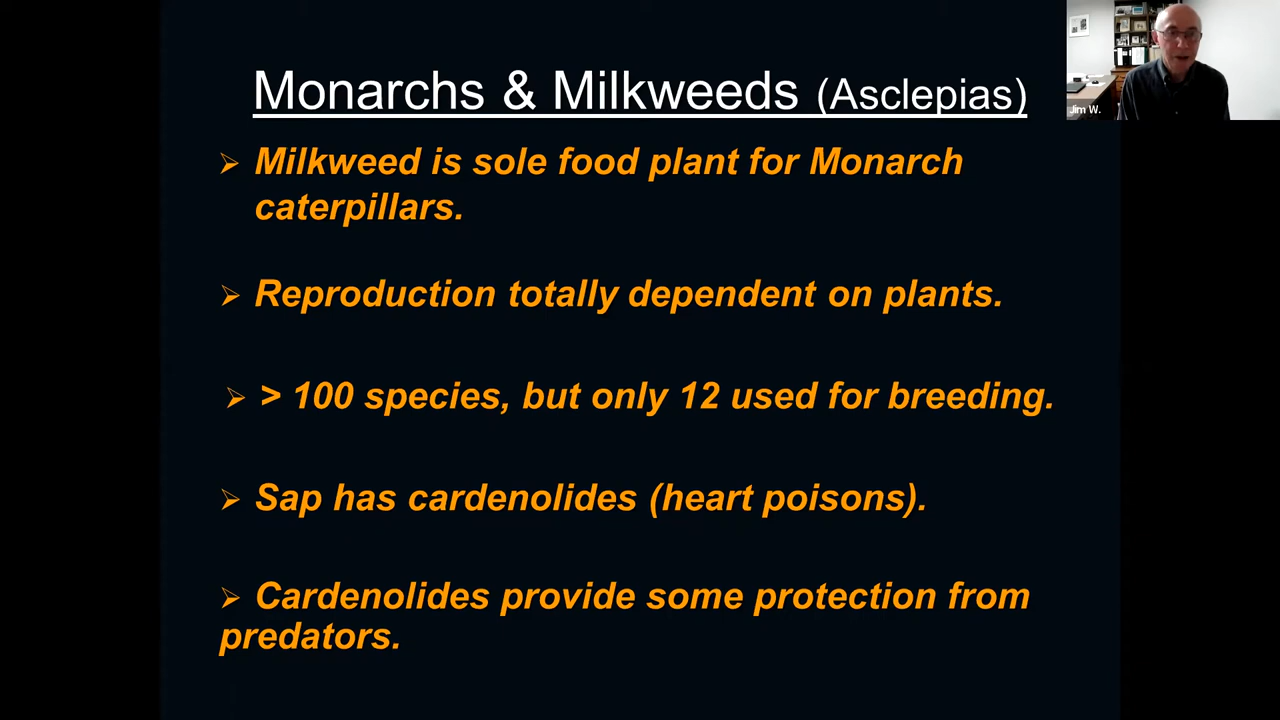 Monarchs & Milkweeds (Asclepias)
Jim W.
➢ Milkweed is sole food plant for Monarch
caterpillars.
➢ Reproduction totally dependent on plants.
➢ > 100 species, but only 12 used for breeding.
➢ Sap has cardenolides (heart poisons).
➢ Cardenolides provide some protection from
predators.